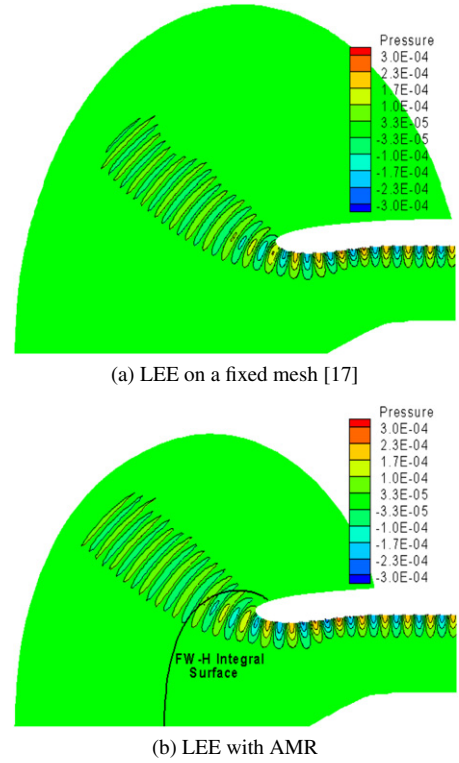 Pressure
3.0E-04
2.3E-04
1.7E-04
1.0E-04
3.3E-05
-3.3E-05
-1.0E-04
-1.7E-04
-2.3E-04
-3.0E-04
(a) LEE on a fixed mesh [17]
Pressure
3.0E-04
2.3E-04
1.7E-04
1.0E-04
3.3E-05
-3.3E-05
-1.0E-04
-1.7E-04
-2.3E-04
-3.0E-04
FW-H Integral
Surface
(b) LEE with AMR